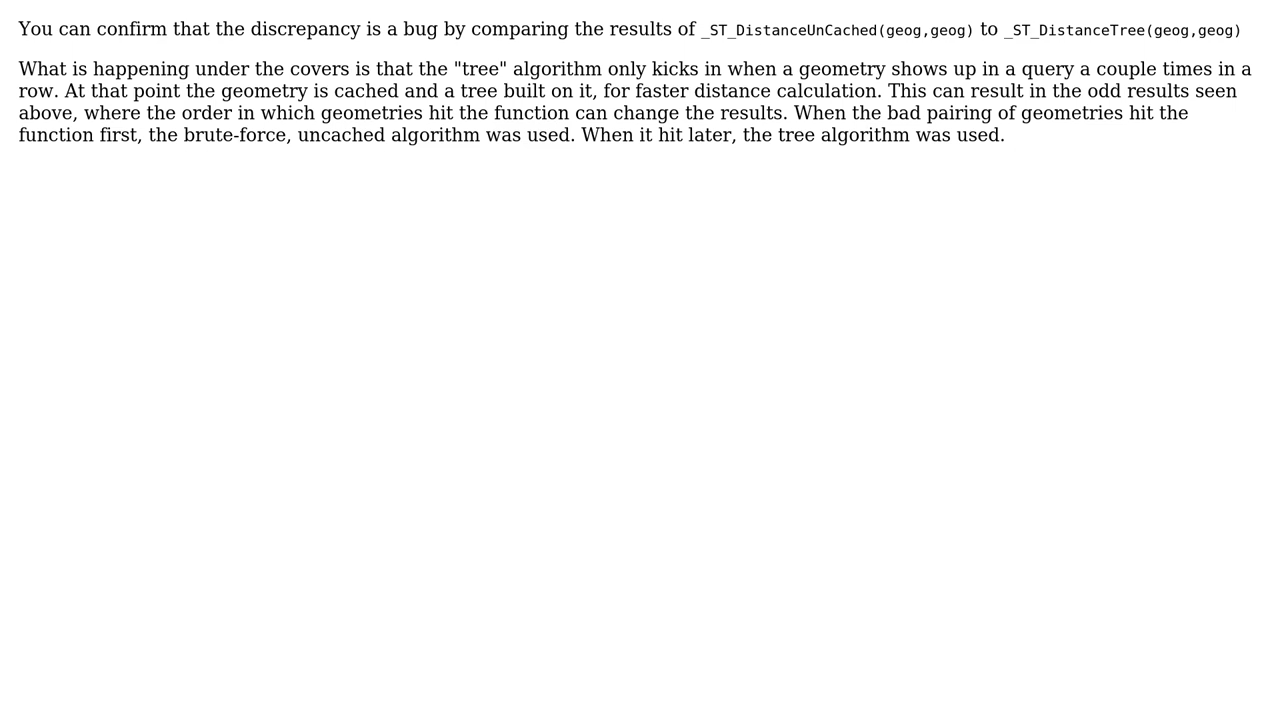 You can confirm that the discrepancy is a bug by comparing the results of _ST_DistanceUnCached(geog,geog) to _ST_DistanceTree(geog,geog)
What is happening under the covers is that the "tree" algorithm only kicks in when a geometry shows up in a query a couple times in a
row. At that point the geometry is cached and a tree built on it, for faster distance calculation. This can result in the odd results seen
above, where the order in which geometries hit the function can change the results. When the bad pairing of geometries hit the
function first, the brute-force, uncached algorithm was used. When it hit later, the tree algorithm was used.